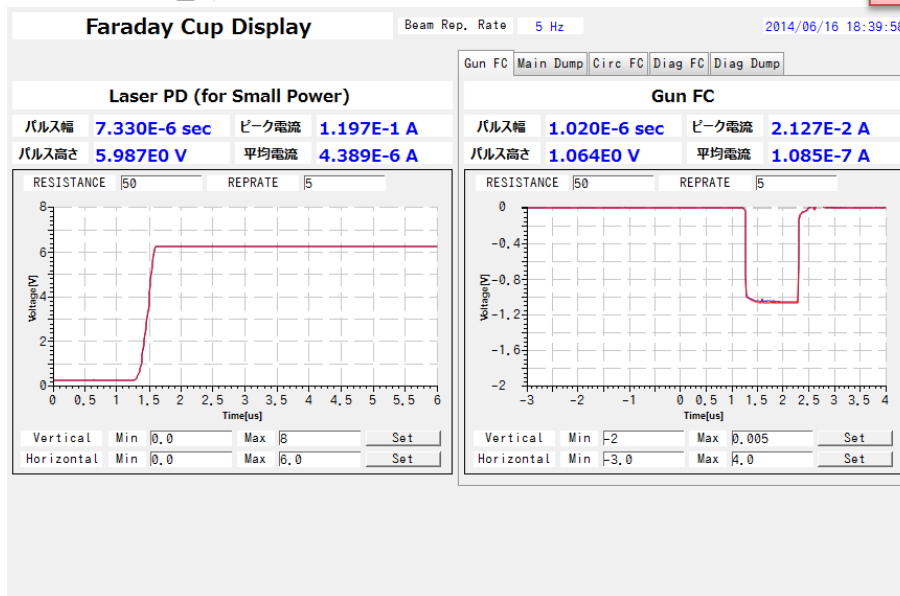 Faraday Cup Display
Beam Rep. Rate 5 Hz
2014/06/16 18:39:58
Gun FC Main Dump Circ FC Diag FC Diag Dump
Laser PD (for Small Power)
パルス幅 7.330E-6 sec ピーク電流 1.197E-1 A
パルス高さ 5.987E0 V 平均電流 4.389E-6 A
RESISTANCE 50 REPRATE 5
8
6
4
2
0
Voltage[V]
0 0.5 1 1.5 2 2.5 3 3.5 4 4.5 5 5.5 6
Time[us]
Vertical Min 0.0 Max 8 Set
Horizontal Min 0.0 Max 6.0 Set
Gun FC
パルス幅 1.020E-6 sec ピーク電流 2.127E-2 A
パルス高さ 1.064E0 V 平均電流 1.085E-7 A
RESISTANCE 50 REPRATE 5
0
-0.4
-0.8
-1.2
-1.6
-2
Voltage[V]
-3 -2 -1 0 0.5 1 1.5 2 2.5 3 3.5 4
Time[us]
Vertical Min -2 Max 0.005 Set
Horizontal Min -3.0 Max 4.0 Set